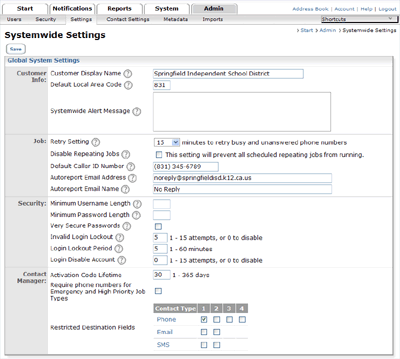 Start Notifications Reports System Admin
Address Book | Account | Help | Logout
Users Security Settings Contact Settings Metadata Imports Shortcuts
Start > Admin > Systemwide Settings
Systemwide Settings
Save
Global System Settings
Customer Info:
Customer Display Name ? Springfield Independent School District
Default Local Area Code ? 831
Systemwide Alert Message ?
Job:
Retry Setting ? 15 minutes to retry busy and unanswered phone numbers
Disable Repeating Jobs ? This setting will prevent all scheduled repeating jobs from running.
Default Caller ID Number ? (831) 345-6789
Autoreport Email Address ? noreply@springfieldisd.k12.ca.us
Autoreport Email Name ? No Reply
Security:
Minimum Username Length ?
Minimum Password Length ?
Very Secure Passwords ?
Invalid Login Lockout ? 5 1 - 15 attempts, or 0 to disable
Login Lockout Period ? 5 1 - 60 minutes
Login Disable Account ? 0 1 - 15 attempts, or 0 to disable
Contact Manager:
Activation Code Lifetime 30 1 - 365 days
Require phone numbers for Emergency and High Priority Job Types ?
Restricted Destination Fields
Contact Type 1 2 3 4
Phone
Email
SMS